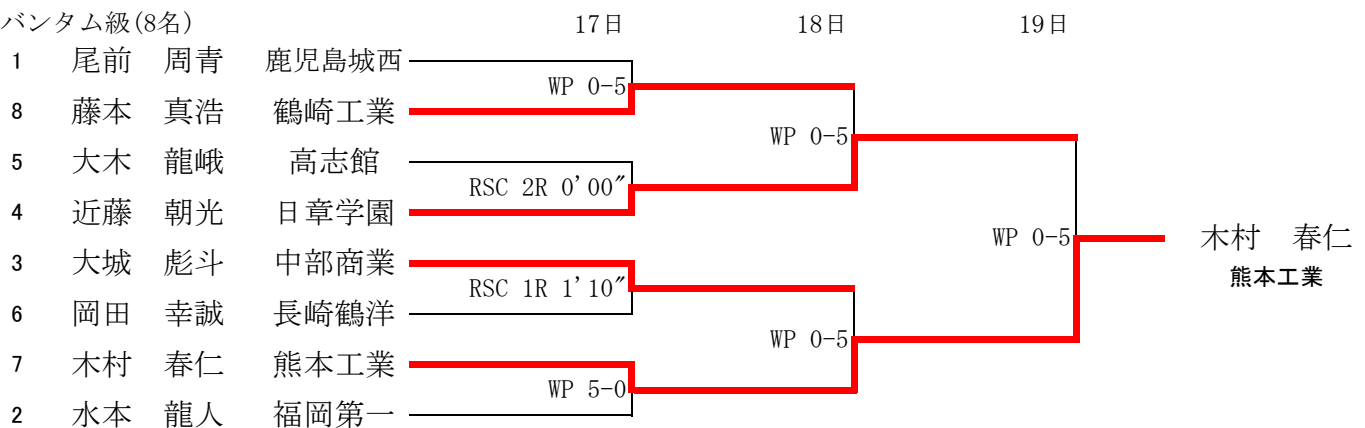 バンタム級(8名) 17日 18日 19日
1 尾前 周青 鹿児島城西
WP 0-5
8 藤本 真浩 鶴崎工業
WP 0-5
5 大木 龍峨 高志館
RSC 2R 0'00"
4 近藤 朝光 日章学園
WP 0-5 木村 春仁
3 大城 彪斗 中部商業
熊本工業
RSC 1R 1'10"
6 岡田 幸誠 長崎鶴洋
WP 0-5
7 木村 春仁 熊本工業
WP 5-0
2 水本 龍人 福岡第一